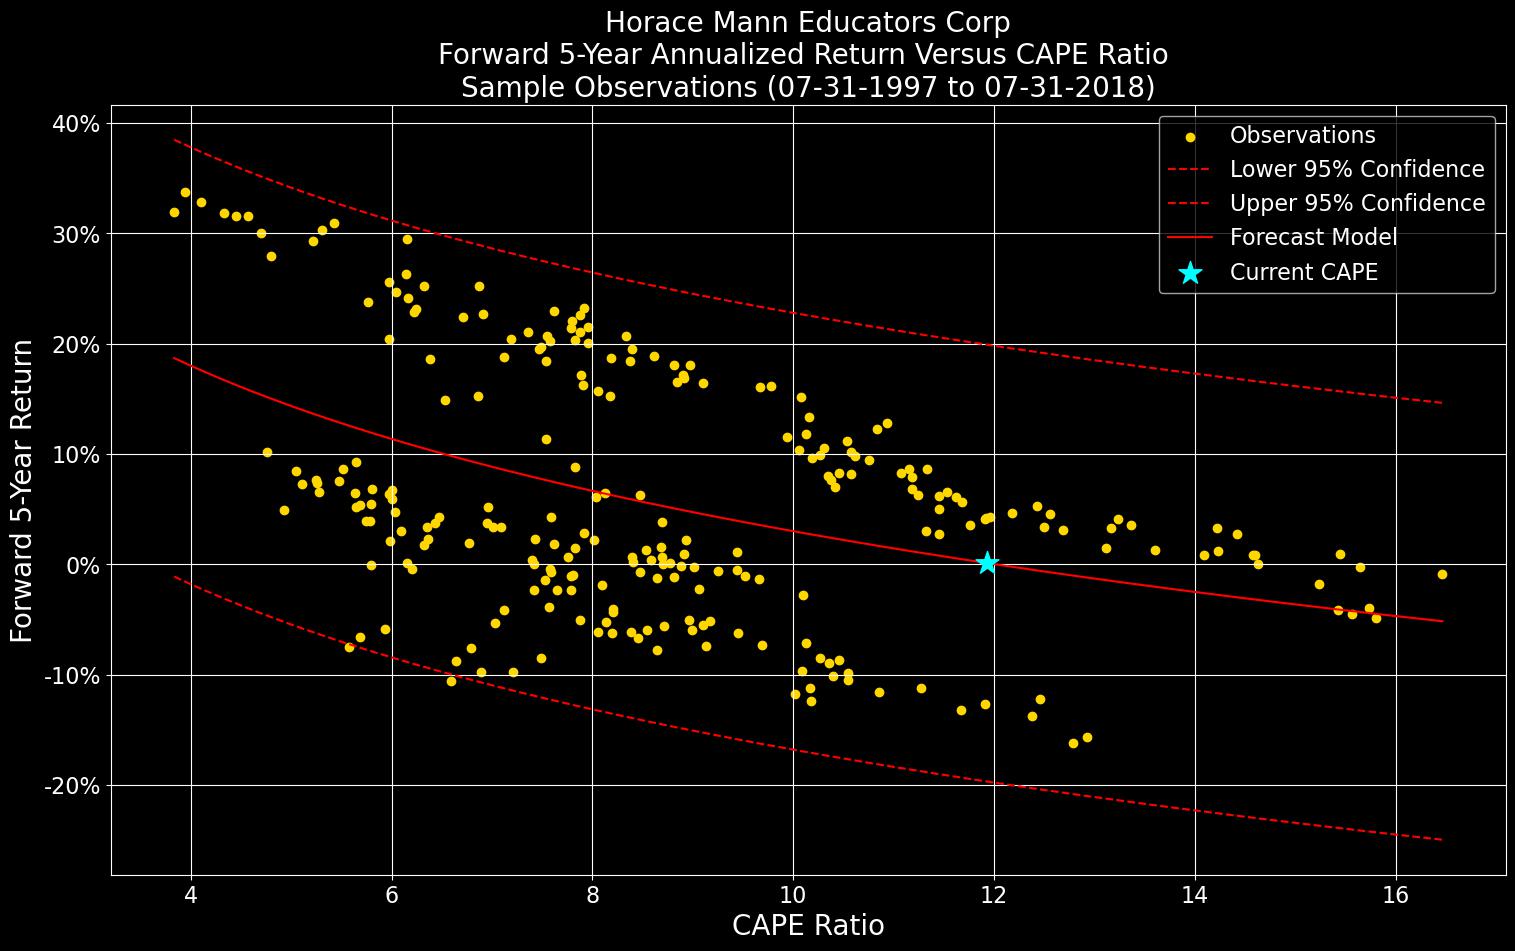 Horace Mann Educators Corp
Forward 5-Year Annualized Return Versus CAPE Ratio
Sample Observations (07-31-1997 to 07-31-2018)
Observations
Lower 95% Confidence
Upper 95% Confidence
Forecast Model
Current CAPE
Forward 5-Year Return
40%
30%
20%
10%
0%
-10%
-20%
4 6 8 10 12 14 16
CAPE Ratio